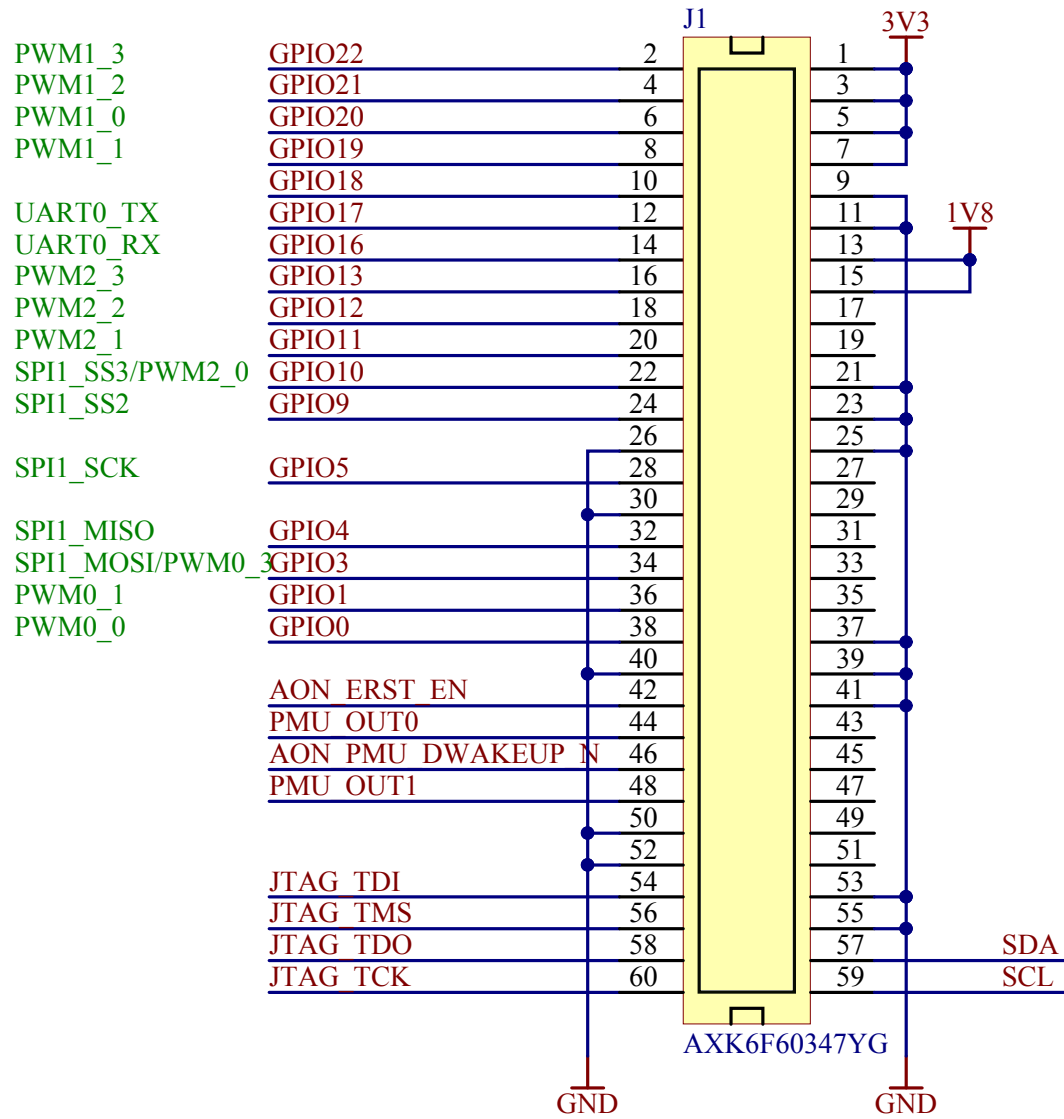 J1
3V3
PWM1_3 GPIO22 2 1
PWM1_2 GPIO21 4 3
PWM1_0 GPIO20 6 5
PWM1_1 GPIO19 8 7
GPIO18 10 9
UART0_TX GPIO17 12 11 1V8
UART0_RX GPIO16 14 13
PWM2_3 GPIO13 16 15
PWM2_2 GPIO12 18 17
PWM2_1 GPIO11 20 19
SPI1_SS3/PWM2_0 GPIO10 22 21
SPI1_SS2 GPIO9 24 23
26 25
SPI1_SCK GPIO5 28 27
30 29
SPI1_MISO GPIO4 32 31
SPI1_MOSI/PWM0_3 GPIO3 34 33
PWM0_1 GPIO1 36 35
PWM0_0 GPIO0 38 37
40 39
AON_ERST_EN 42 41
PMU_OUT0 44 43
AON_PMU_DWAKEUP_N 46 45
PMU_OUT1 48 47
50 49
52 51
JTAG_TDI 54 53
JTAG_TMS 56 55
JTAG_TDO 58 57 SDA
JTAG_TCK 60 59 SCL
AXK6F60347YG
GND GND